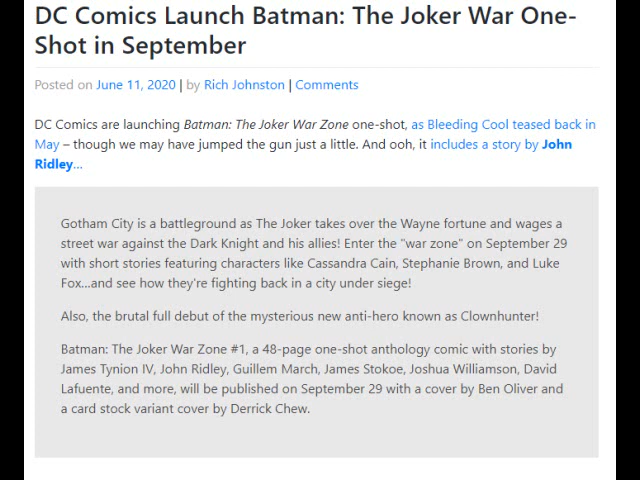 DC Comics Launch Batman: The Joker War One-
Shot in September
Posted on June 11, 2020 | by Rich Johnston | Comments
DC Comics are launching Batman: The Joker War Zone one-shot, as Bleeding Cool teased back in
May – though we may have jumped the gun just a little. And ooh, it includes a story by John
Ridley...
Gotham City is a battleground as The Joker takes over the Wayne fortune and wages a
street war against the Dark Knight and his allies! Enter the "war zone" on September 29
with short stories featuring characters like Cassandra Cain, Stephanie Brown, and Luke
Fox...and see how they're fighting back in a city under siege!
Also, the brutal full debut of the mysterious new anti-hero known as Clownhunter!
Batman: The Joker War Zone #1, a 48-page one-shot anthology comic with stories by
James Tynion IV, John Ridley, Guillem March, James Stokoe, Joshua Williamson, David
Lafuente, and more, will be published on September 29 with a cover by Ben Oliver and
a card stock variant cover by Derrick Chew.